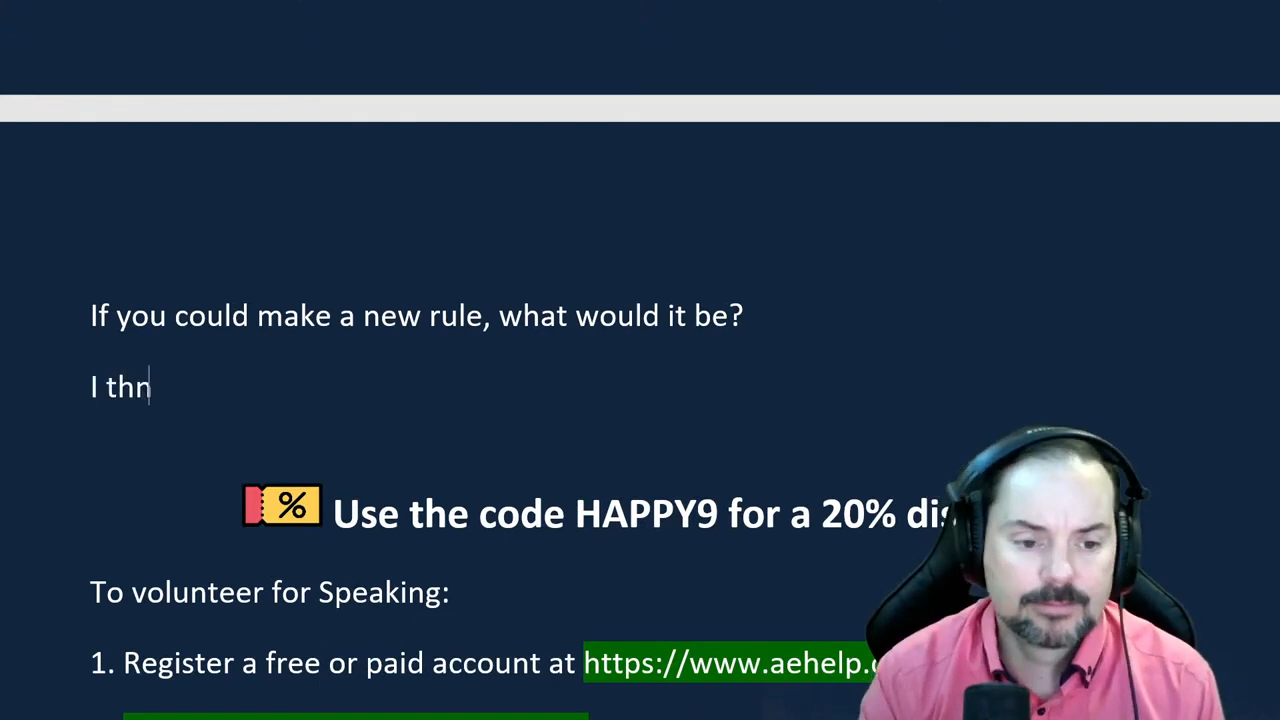 If you could make a new rule, what would it be?
I thn
% Use the code HAPPY9 for a 20%
To volunteer for Speaking:
1. Register a free or paid account at https://www.aehelp.